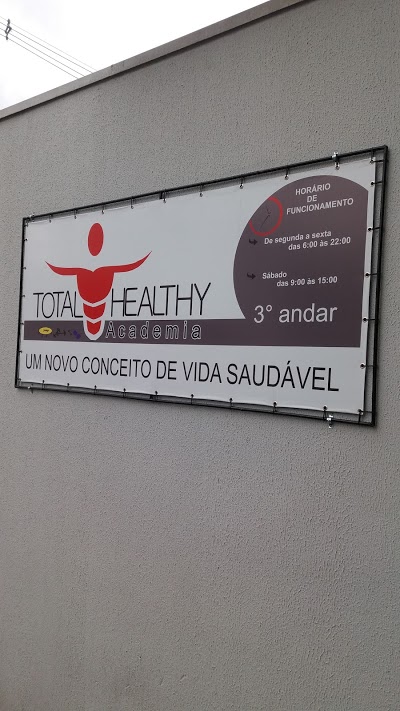 HORÁRIO
DE
FUNCIONAMENTO
De segunda a sexta
das 6:00 às 22:00
Sábado
das 9:00 às 15:00
3° andar
TOTAL HEALTHY
Academia
UM NOVO CONCEITO DE VIDA SAUDÁVEL